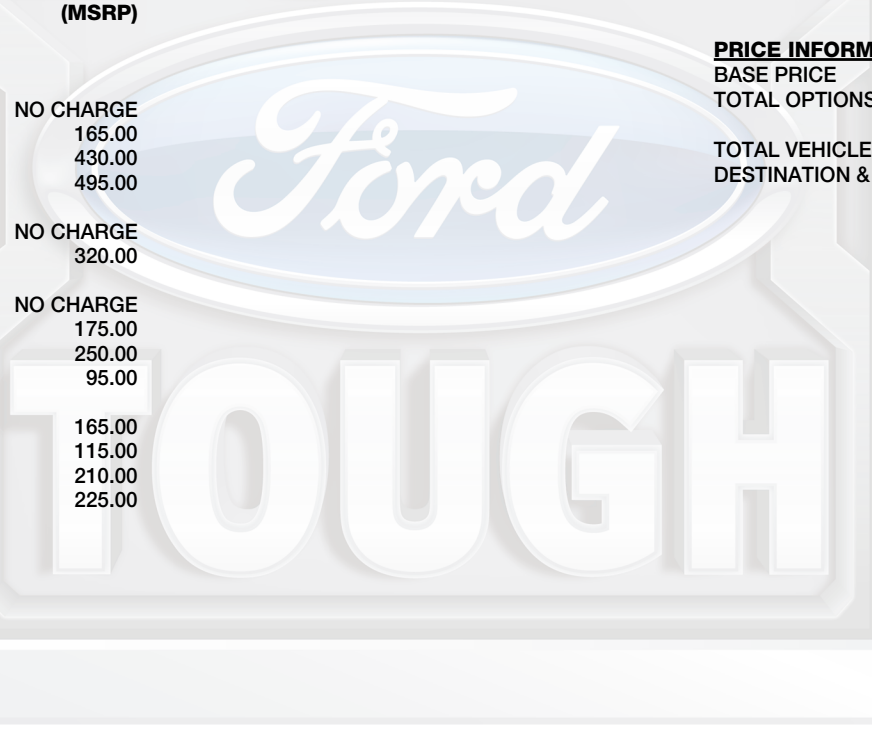 (MSRP)
NO CHARGE
165.00
430.00
495.00
NO CHARGE
320.00
NO CHARGE
175.00
250.00
95.00
165.00
115.00
210.00
225.00
PRICE INFORM
BASE PRICE
TOTAL OPTIONS
TOTAL VEHICLE
DESTINATION &
Ford
TOUGH